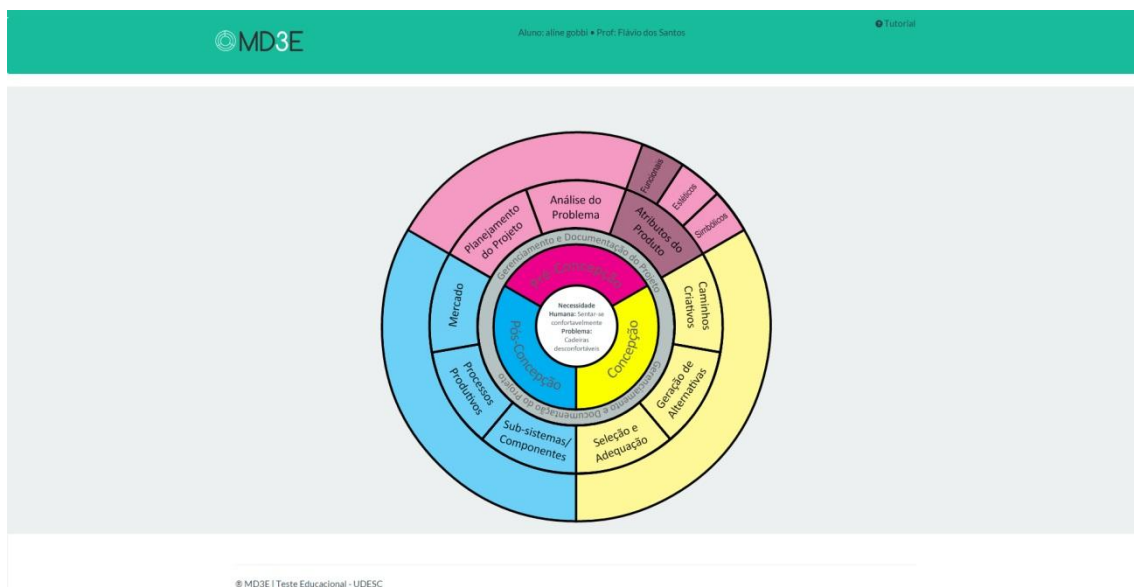 MD3E
Aluno: aline gobbi • Prof: Flávio dos Santos
Tutorial
Funcionais
Estéticos
Simbólicos
Planejamento
do Projeto
Análise do
Problema
Atributos do
Produto
Gerenciamento e Documentação do Projeto
Pré-Concepção
Mercado
Caminhos
Criativos
Necessidade
Humana: Sentar-se
confortavelmente
Problema:
Cadeiras
desconfortáveis
Pós-Concepção
Concepção
Processos
Produtivos
Geração de
Alternativas
Gerenciamento e Documentação do Projeto
Sub-sistemas/
Componentes
Seleção e
Adequação
® MD3E | Teste Educacional - UDESC